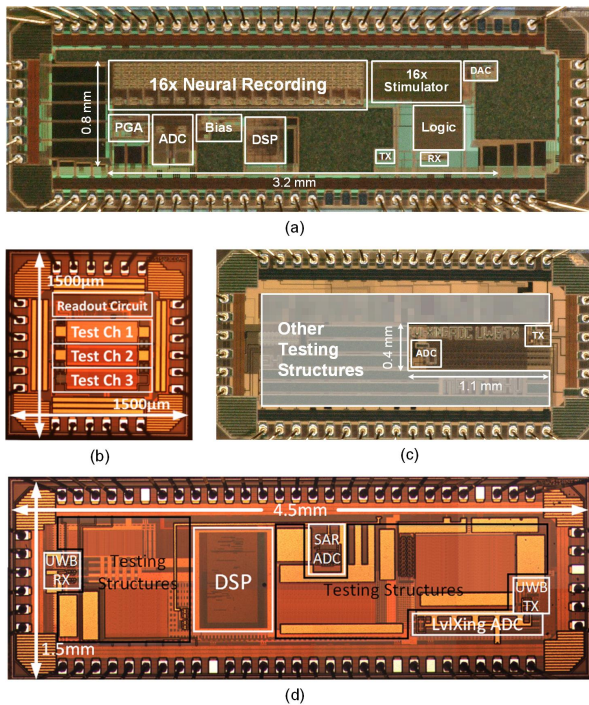 16x Neural Recording
16x
Stimulator
DAC
PGA
ADC
Bias
DSP
Logic
TX
RX
0.8 mm
3.2 mm
(a)
1500μm
Readout Circuit
Test Ch 1
Test Ch 2
Test Ch 3
1500μm
(b)
Other
Testing
Structures
0.4 mm
ADC
TX
1.1 mm
(c)
4.5mm
UWB
RX
Testing
Structures
DSP
SAR
ADC
Testing Structures
UWB
TX
LvlXing ADC
1.5mm
(d)